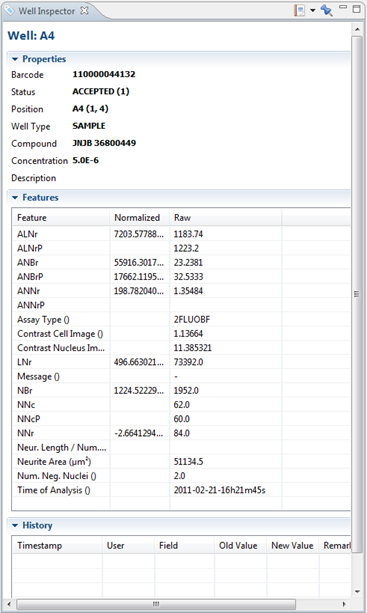 Well Inspector
Well: A4
Properties
Barcode 110000044132
Status ACCEPTED (1)
Position A4 (1, 4)
Well Type SAMPLE
Compound JNJB 36800449
Concentration 5.0E-6
Description
Features
Feature Normalized Raw
ALNr 7203.57788... 1183.74
ALNrP 1223.2
ANBr 55916.3017... 23.2381
ANBrP 17662.1195... 32.5333
ANNr 198.782040... 1.35484
ANNrP
Assay Type () 2FLUOBF
Contrast Cell Image () 1.13664
Contrast Nucleus Im... 11.385321
LNr 496.663021... 73392.0
Message () -
NBr 1224.52229... 1952.0
NNc 62.0
NNcP 60.0
NNr -2.6641294... 84.0
Neur. Length / Num....
Neurite Area (µm²) 51134.5
Num. Neg. Nuclei () 2.0
Time of Analysis () 2011-02-21-16h21m45s
History
Timestamp User Field Old Value New Value Remarl